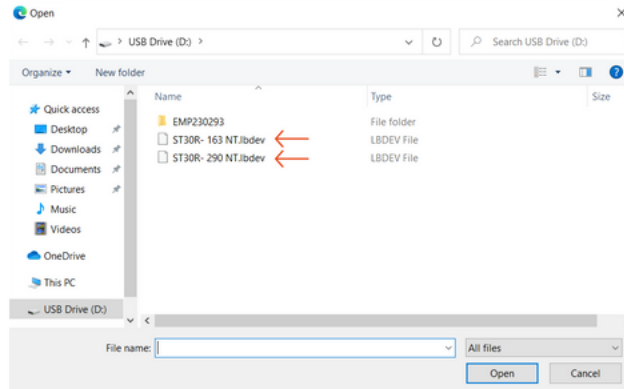 Open
USB Drive (D:)
Search USB Drive (D:)
Organize
New folder
Name
Type
Size
Quick access
Desktop
Downloads
Documents
Pictures
Music
Videos
OneDrive
This PC
USB Drive (D:)
EMP230293
File folder
ST30R- 163 NT.lbdev
LBDEV File
ST30R- 290 NT.lbdev
LBDEV File
File name:
All files
Open
Cancel